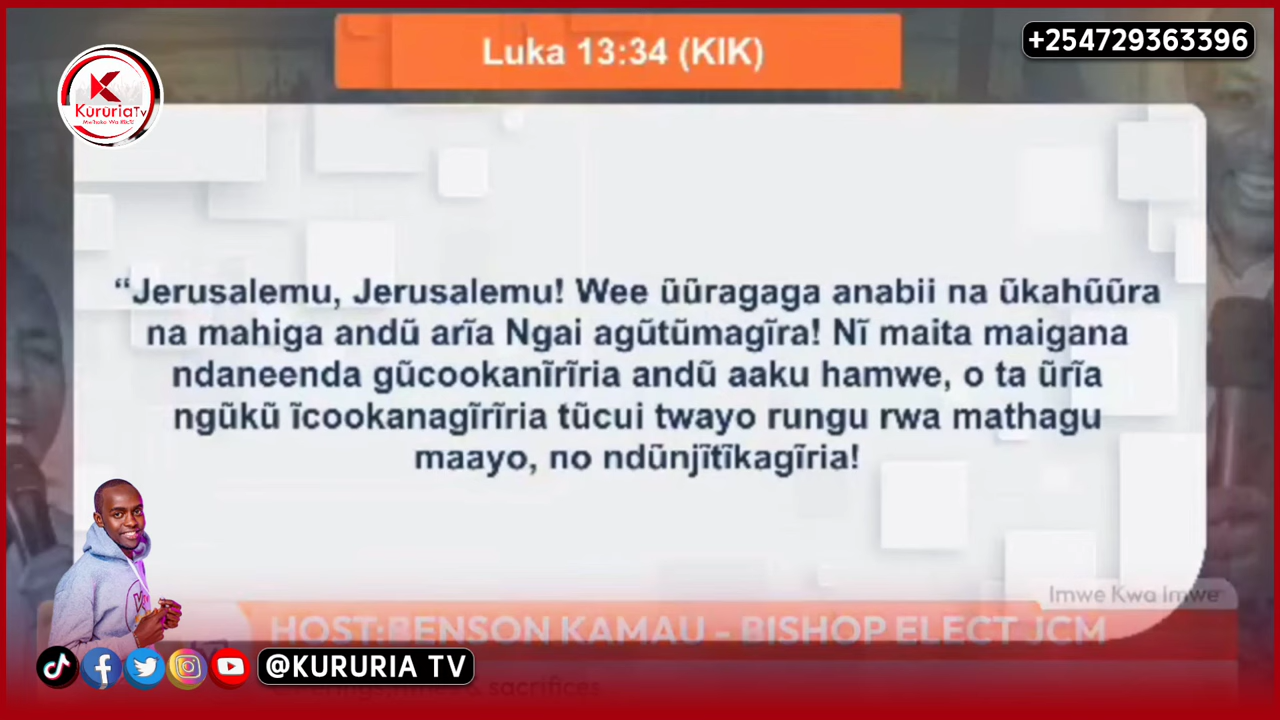 Luka 13:34 (KIK)
+254729363396
K
KũrũrĩaTv
“Jerusalemu, Jerusalemu! Wee ũũragaga anabii na ũkahũũra
na mahiga andũ arĩa Ngai agũtũmagĩra! Nĩ maita maigana
ndaneenda gũcookanĩrĩria andũ aaku hamwe, o ta ũrĩa
ngũkũ ĩcookanagĩrĩria tũcui twayo rungu rwa mathagu
maayo, no ndũnjĩtĩkagĩria!
Imwe Kwa Imwe
HOST:BENSON KAMAU - BISHOP ELECT JCM
@KURURIA TV
sacrifices